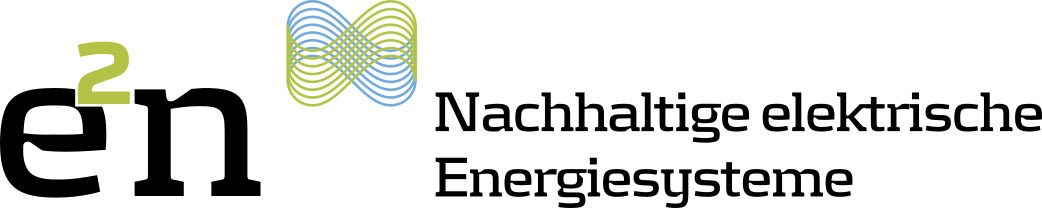 e²n
Nachhaltige elektrische
Energiesysteme